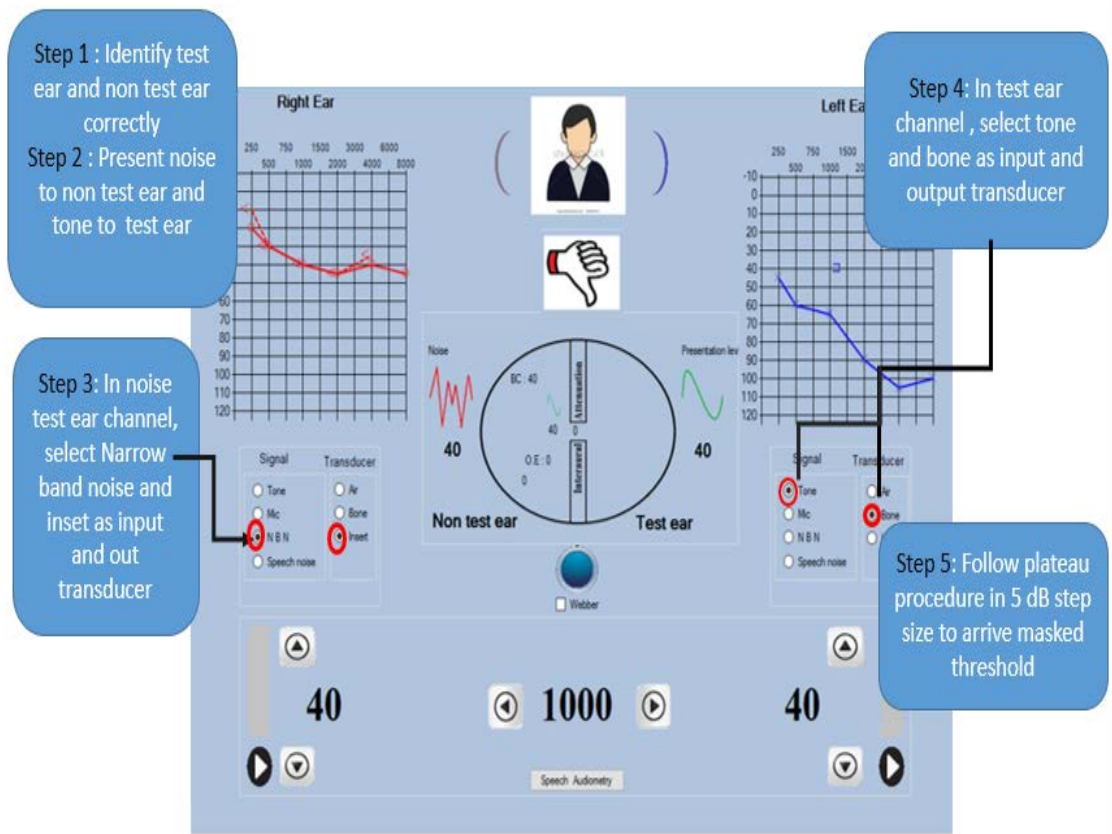 Step 1 : Identify test
ear and non test ear
correctly
Step 2 : Present noise
to non test ear and
tone to test ear
Step 3: In noise
test ear channel,
select Narrow
band noise and
inset as input
and out
transducer
Right Ear
250 750 1500 3000 6000
500 1000 2000 4000 8000
60
70
80
90
100
110
120
Left Ea
250 750 1500
500 1000 20
-10
0
10
20
30
40
50
60
70
80
90
100
110
120
Step 4: In test ear
channel , select tone
and bone as input and
output transducer
Noise
40
BC : 40
40 0
O.E : 0
0
Attenuation
Interaural
Presentation lev
40
Non test ear
Test ear
Webber
Signal
Tone
Mic
N B N
Speech noise
Transducer
Air
Bone
Insert
Signal
Tone
Mic
N B N
Speech noise
Transducer
Air
Bone
Step 5: Follow plateau
procedure in 5 dB step
size to arrive masked
threshold
40
1000
40
Speech Audiometry